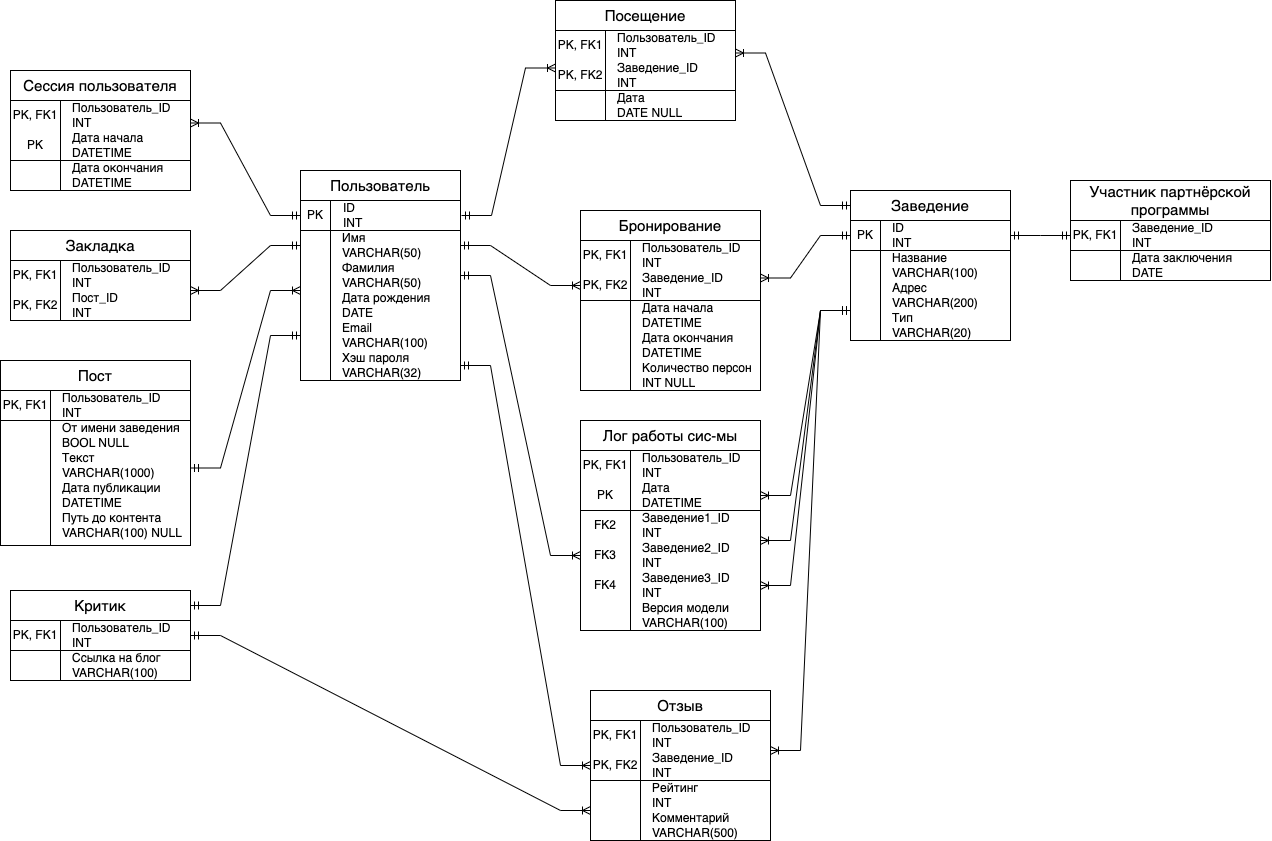 Посещение
PK, FK1
Пользователь_ID
INT
PK, FK2
Заведение_ID
INT
Дата
DATE NULL
Сессия пользователя
PK, FK1
Пользователь_ID
INT
PK
Дата начала
DATETIME
Дата окончания
DATETIME
Пользователь
PK
ID
INT
Имя
VARCHAR(50)
Фамилия
VARCHAR(50)
Дата рождения
DATE
Email
VARCHAR(100)
Хэш пароля
VARCHAR(32)
Заведение
PK
ID
INT
Название
VARCHAR(100)
Адрес
VARCHAR(200)
Тип
VARCHAR(20)
Участник партнёрской
программы
PK, FK1
Заведение_ID
INT
Дата заключения
DATE
Закладка
PK, FK1
Пользователь_ID
INT
PK, FK2
Пост_ID
INT
Бронирование
PK, FK1
Пользователь_ID
INT
PK, FK2
Заведение_ID
INT
Дата начала
DATETIME
Дата окончания
DATETIME
Количество персон
INT NULL
Пост
PK, FK1
Пользователь_ID
INT
От имени заведения
BOOL NULL
Текст
VARCHAR(1000)
Дата публикации
DATETIME
Путь до контента
VARCHAR(100) NULL
Лог работы сис-мы
PK, FK1
Пользователь_ID
INT
PK
Дата
DATETIME
FK2
Заведение1_ID
INT
FK3
Заведение2_ID
INT
FK4
Заведение3_ID
INT
Версия модели
VARCHAR(100)
Критик
PK, FK1
Пользователь_ID
INT
Ссылка на блог
VARCHAR(100)
Отзыв
PK, FK1
Пользователь_ID
INT
PK, FK2
Заведение_ID
INT
Рейтинг
INT
Комментарий
VARCHAR(500)